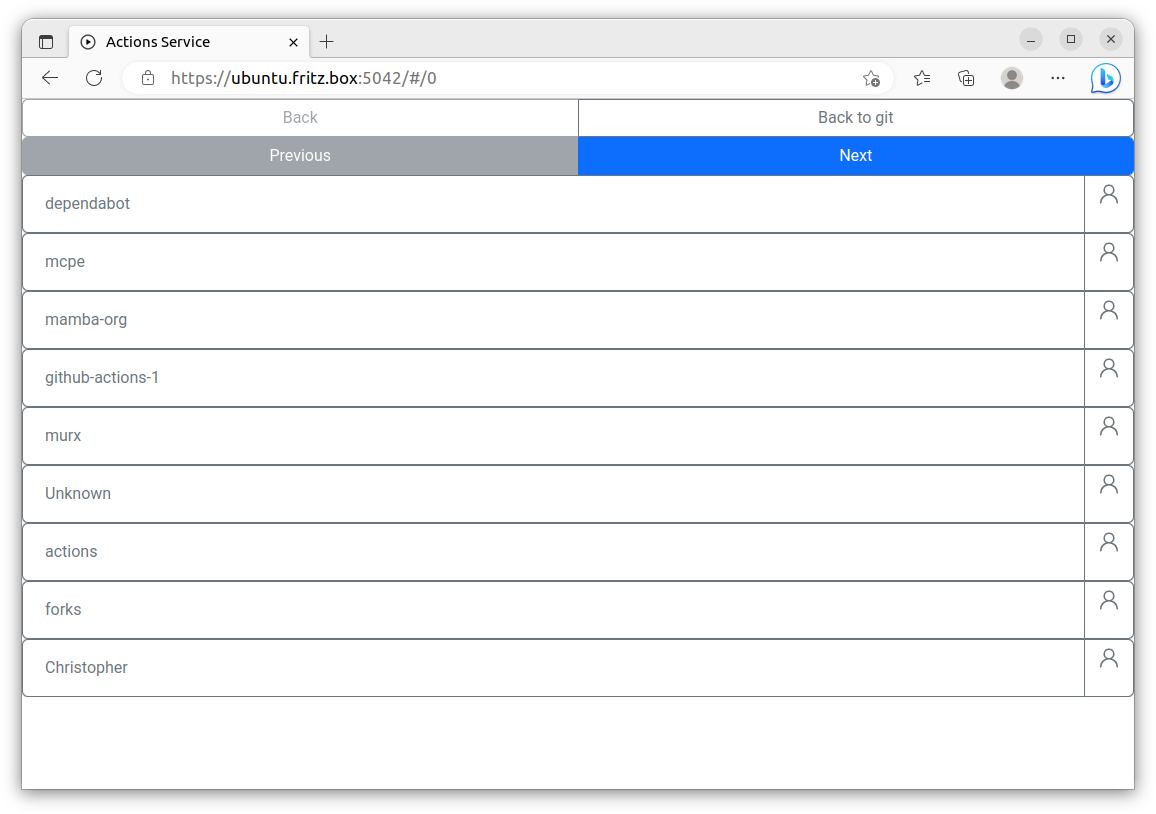 Actions Service
https://ubuntu.fritz.box:5042/#/0
Back
Back to git
Previous
Next
dependabot
mcpe
mamba-org
github-actions-1
murx
Unknown
actions
forks
Christopher